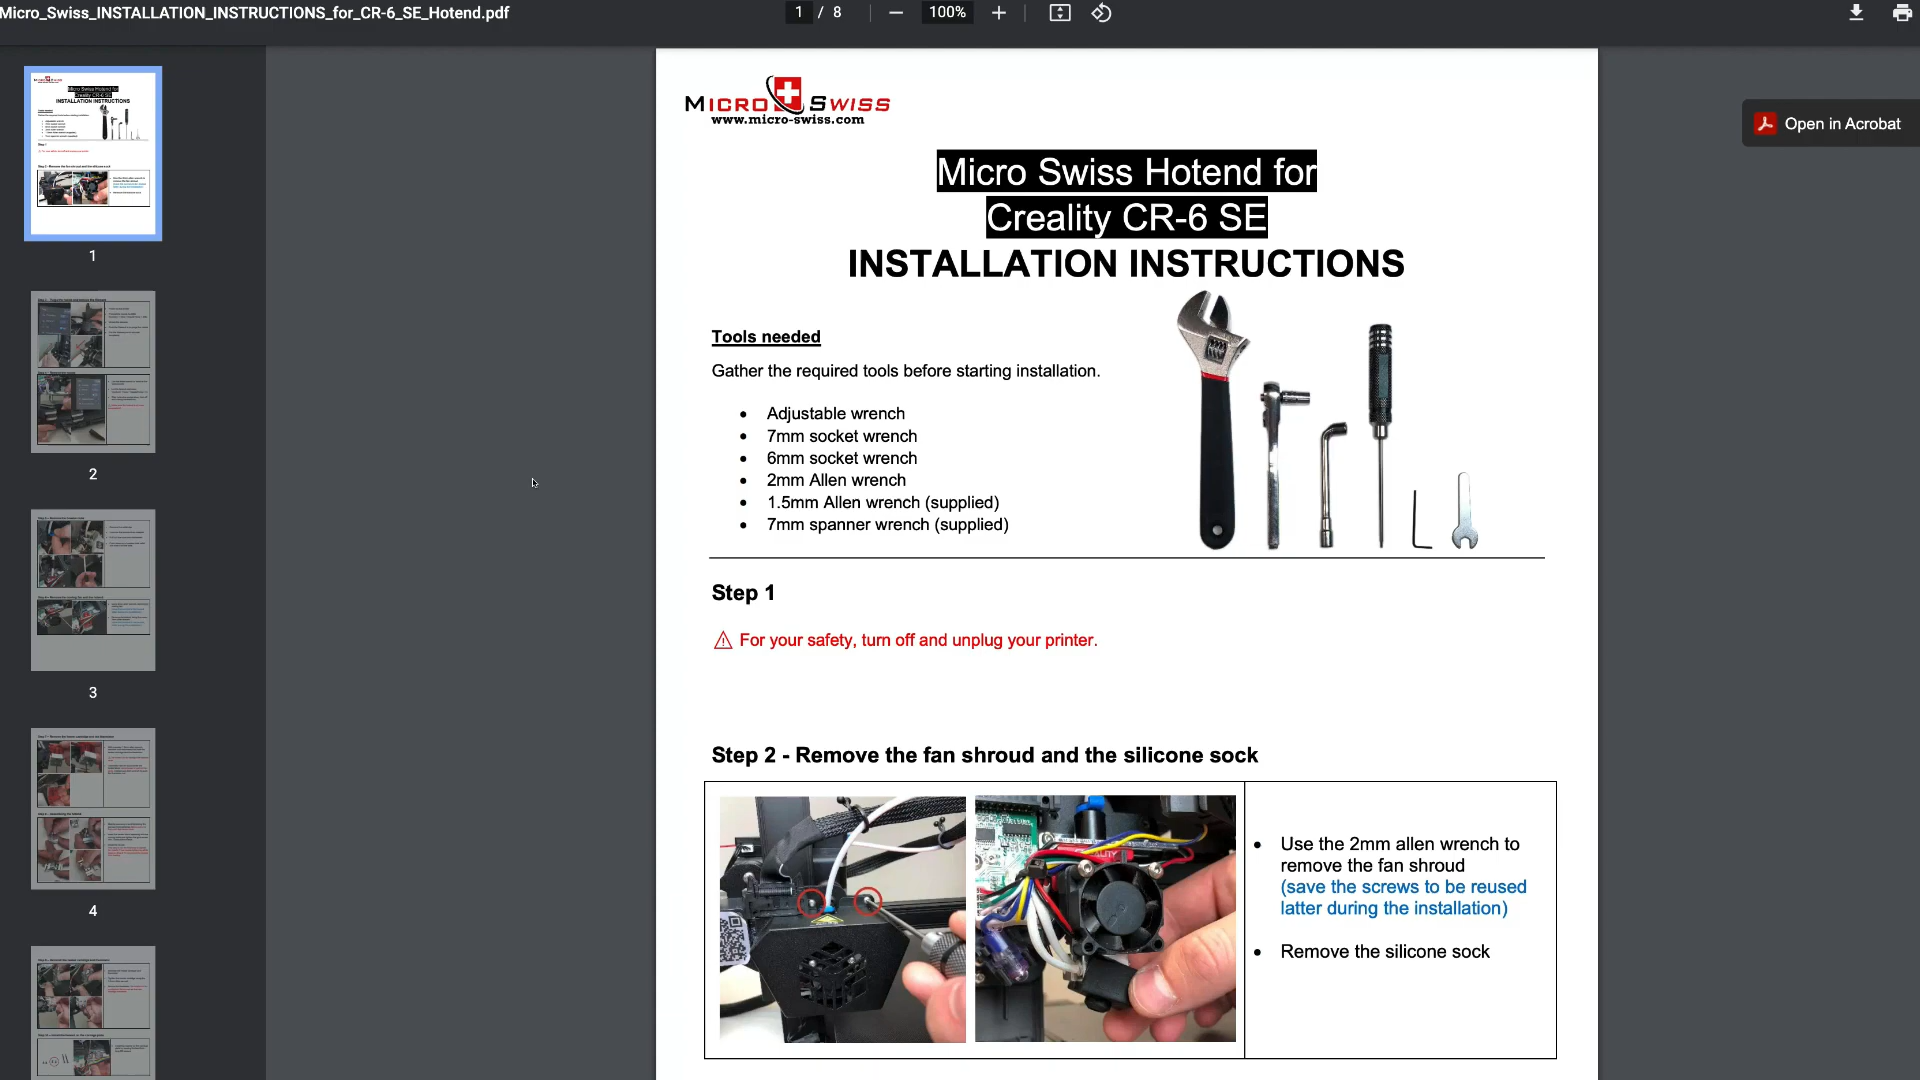 Micro_Swiss_INSTALLATION_INSTRUCTIONS_for_CR-6_SE_Hotend.pdf
1 / 8
100%
Open in Acrobat
1
2
3
4
MICRO SWISS
www.micro-swiss.com
Micro Swiss Hotend for
Creality CR-6 SE
INSTALLATION INSTRUCTIONS
Tools needed
Gather the required tools before starting installation.
• Adjustable wrench
• 7mm socket wrench
• 6mm socket wrench
• 2mm Allen wrench
• 1.5mm Allen wrench (supplied)
• 7mm spanner wrench (supplied)
Step 1
⚠ For your safety, turn off and unplug your printer.
Step 2 - Remove the fan shroud and the silicone sock
• Use the 2mm allen wrench to
remove the fan shroud
(save the screws to be reused
latter during the installation)
• Remove the silicone sock